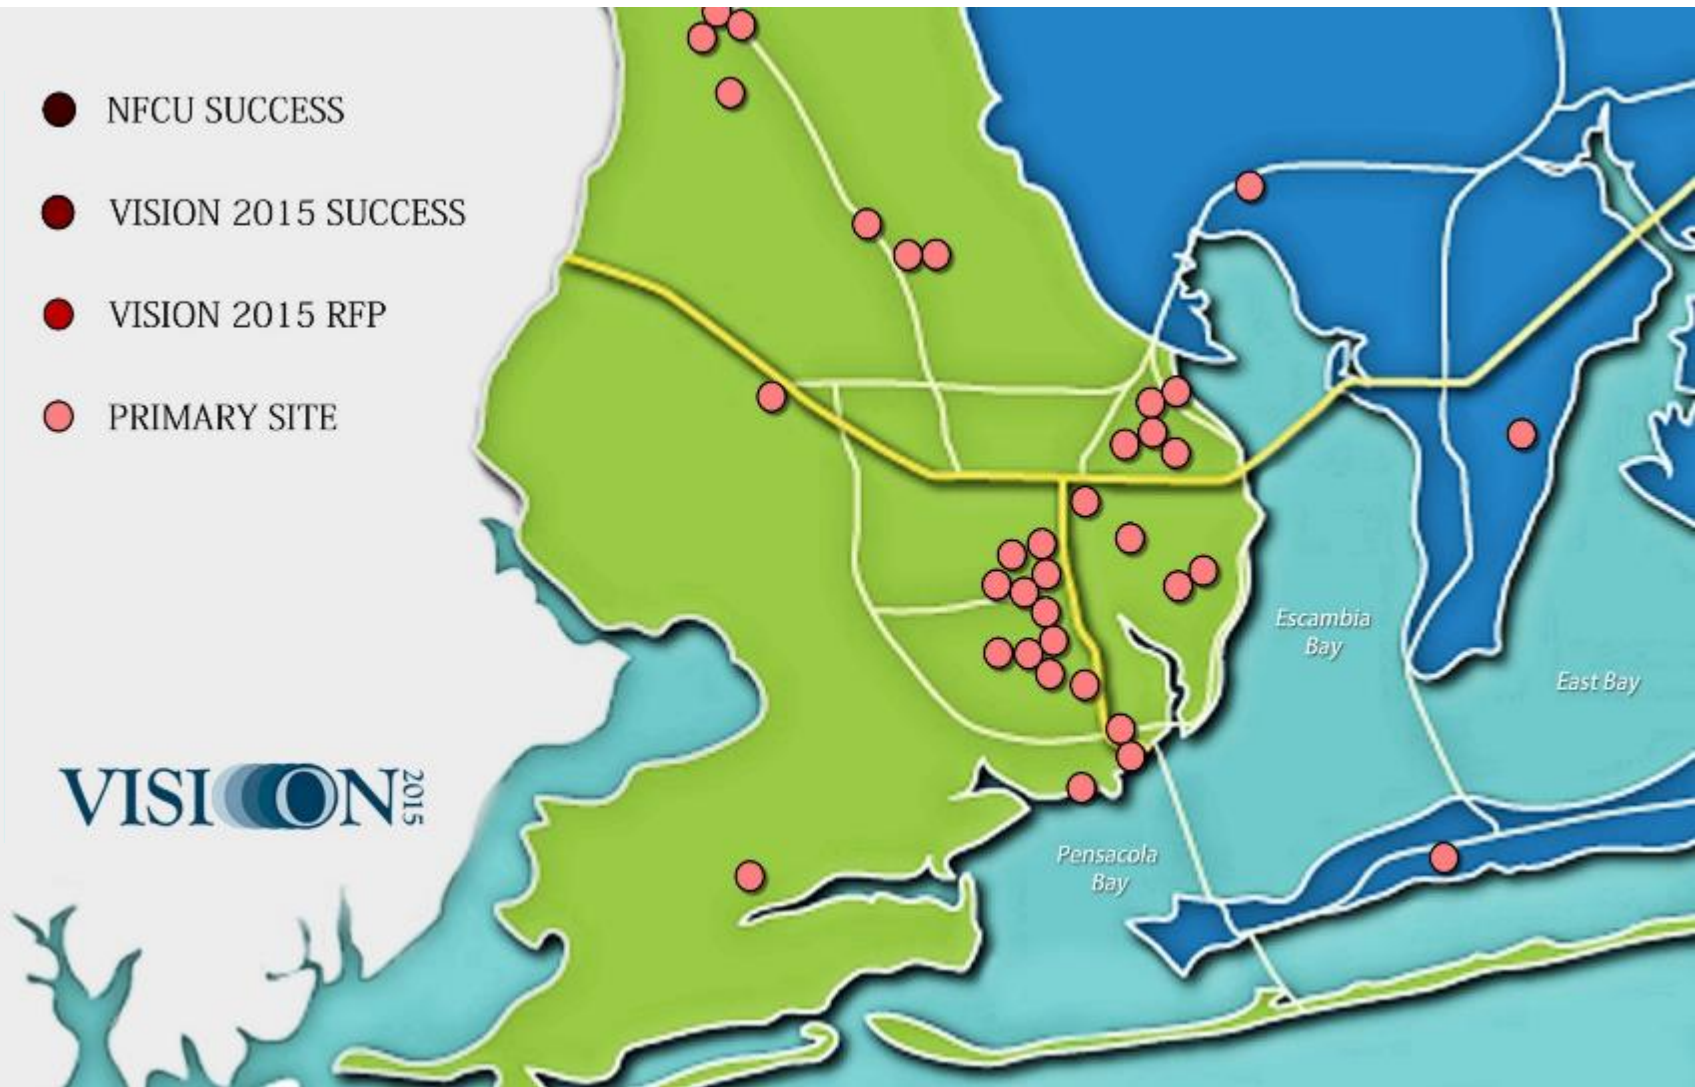 NFCU SUCCESS
VISION 2015 SUCCESS
VISION 2015 RFP
PRIMARY SITE
Escambia
Bay
East Bay
VISION 2015
Pensacola
Bay